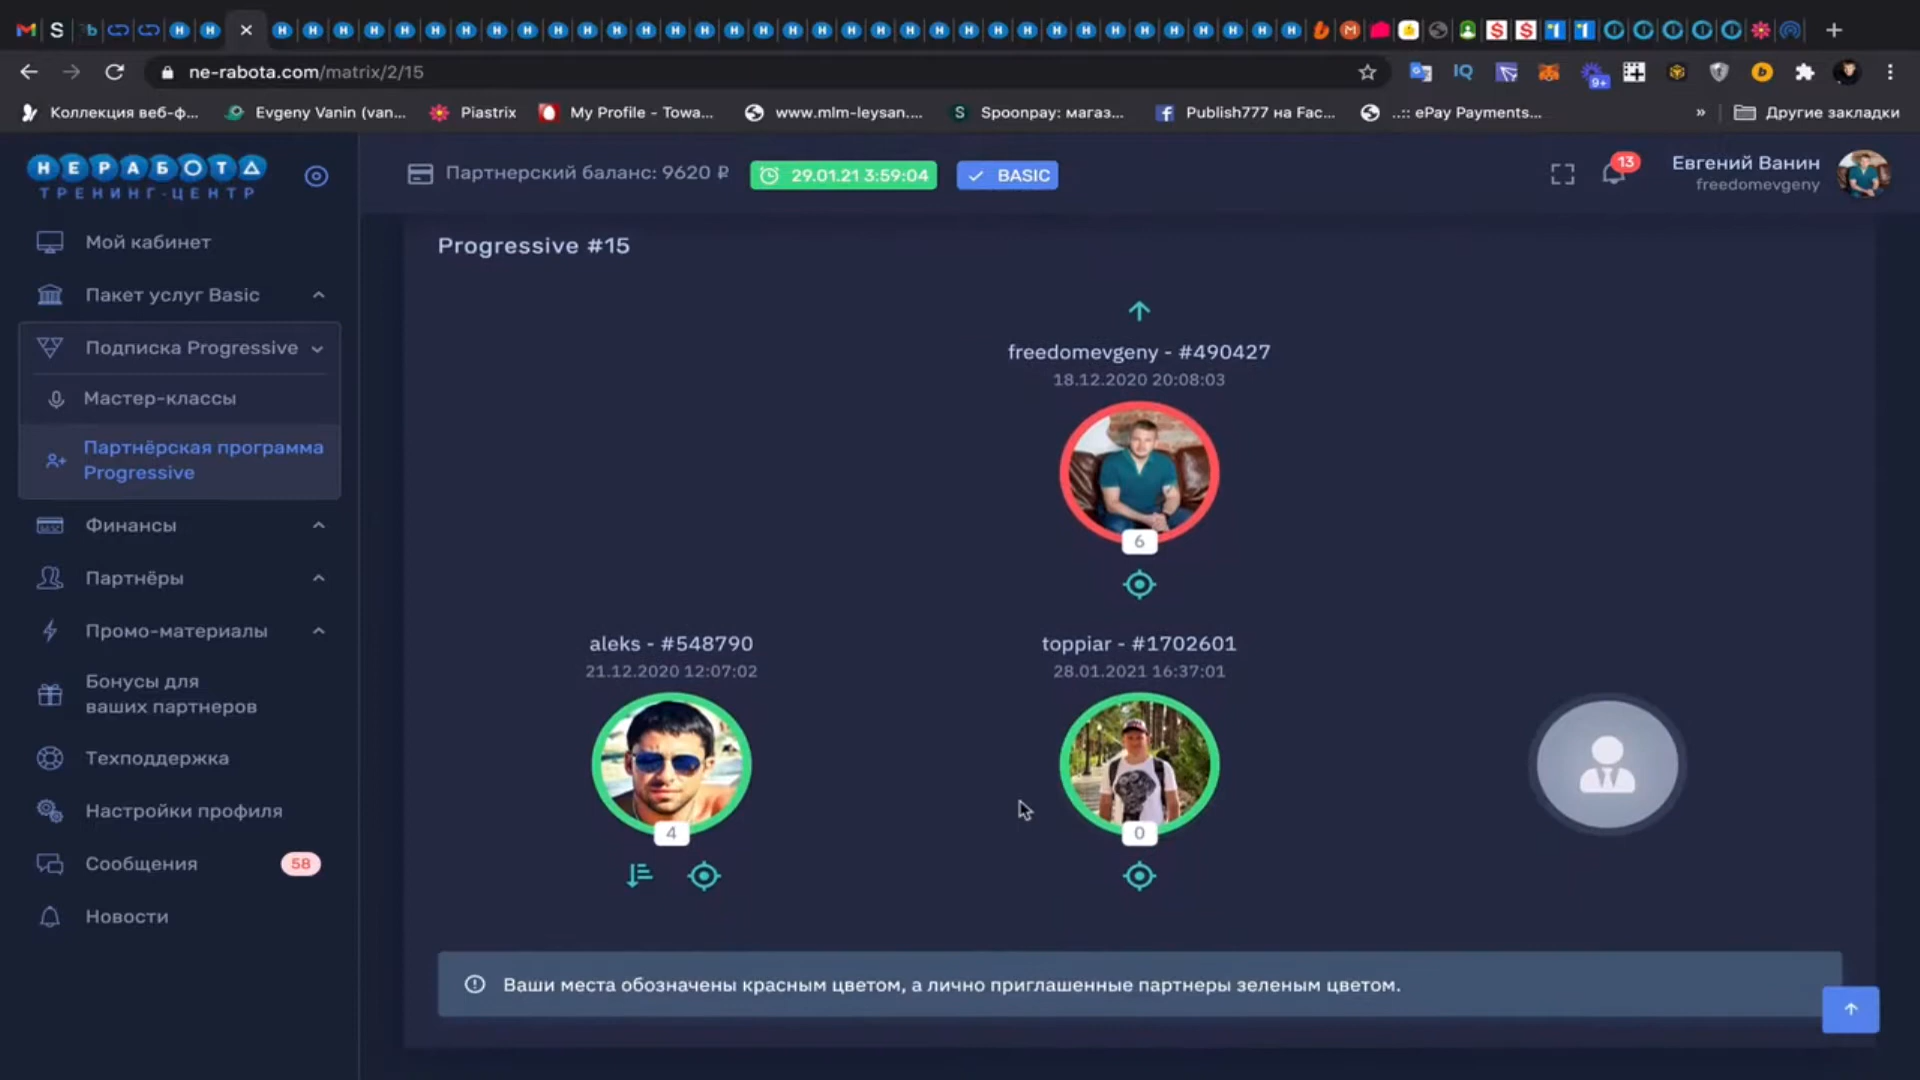 ne-rabota.com/matrix/2/15
9+
Коллекция веб-ф...
Evgeny Vanin (van...
Piastrix
My Profile - Towa...
www.mlm-leysan....
Spoonpay: магаз...
Publish777 на Fac...
..:: ePay Payments...
»
Другие закладки
НЕРАБОТА
ТРЕНИНГ-ЦЕНТР
Партнерский баланс: 9620 ₽
29.01.21 3:59:04
BASIC
13
Евгений Ванин
freedomevgeny
Мой кабинет
Пакет услуг Basic
Подписка Progressive
Мастер-классы
Партнёрская программа
Progressive
Финансы
Партнёры
Промо-материалы
Бонусы для
ваших партнеров
Техподдержка
Настройки профиля
Сообщения
58
Новости
Progressive #15
freedomevgeny - #490427
18.12.2020 20:08:03
6
aleks - #548790
21.12.2020 12:07:02
4
toppiar - #1702601
28.01.2021 16:37:01
0
Ваши места обозначены красным цветом, а лично приглашенные партнеры зеленым цветом.